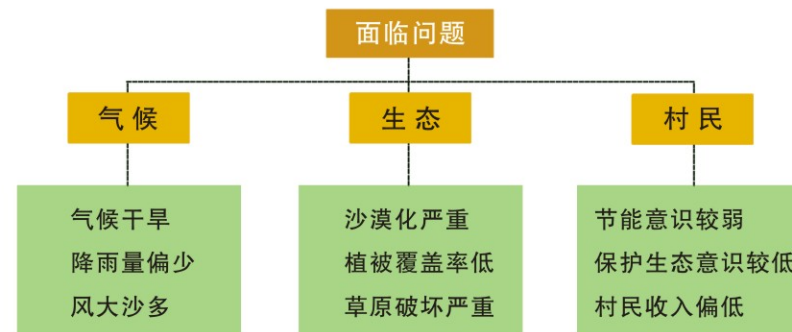 面临问题
气候
生态
村民
气候干旱
降雨量偏少
风大沙多
沙漠化严重
植被覆盖率低
草原破坏严重
节能意识较弱
保护生态意识较低
村民收入偏低